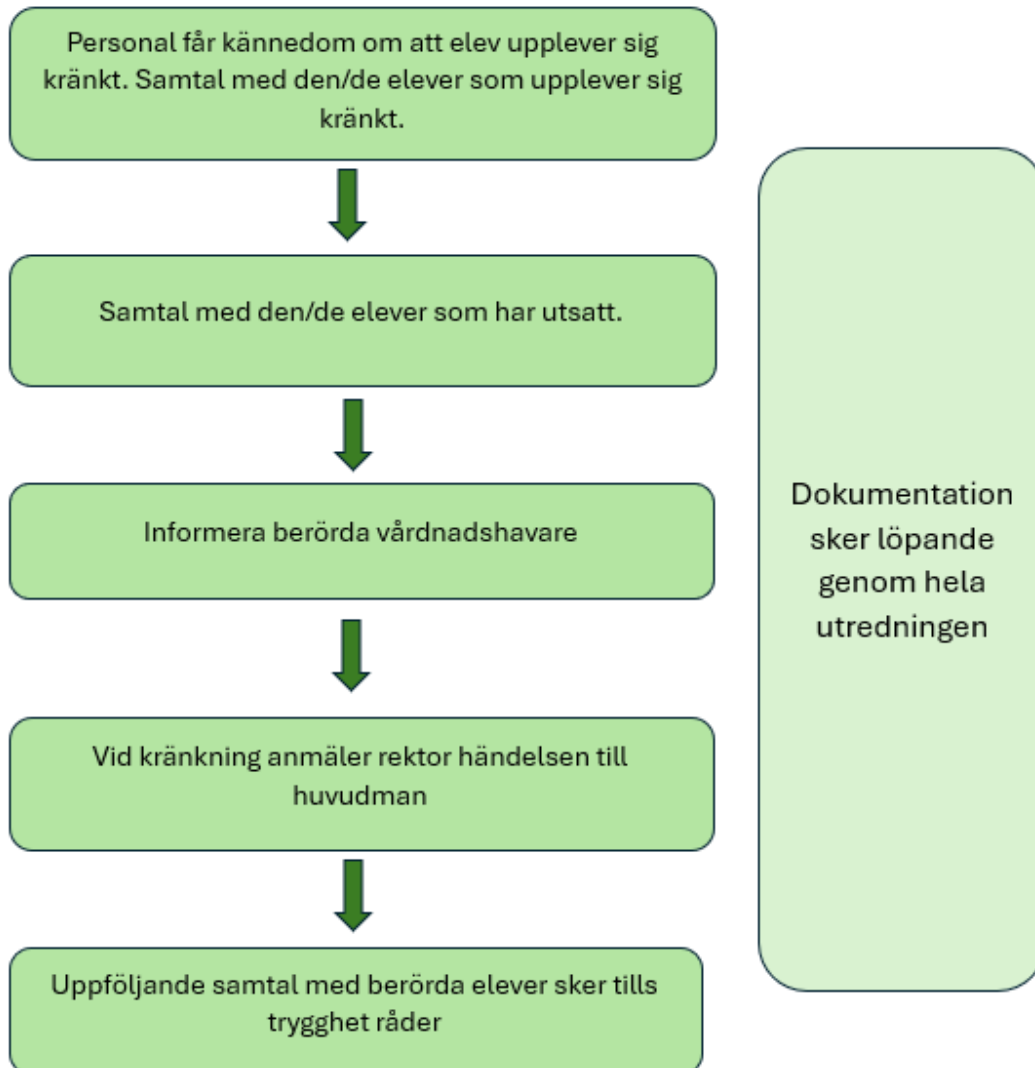 Personal får kännedom om att elev upplever sig
kränkt. Samtal med den/de elever som upplever sig
kränkt.
Samtal med den/de elever som har utsatt.
Informera berörda vårdnadshavare
Vid kränkning anmäler rektor händelsen till
huvudman
Uppföljande samtal med berörda elever sker tills
trygghet råder
Dokumentation
sker löpande
genom hela
utredningen